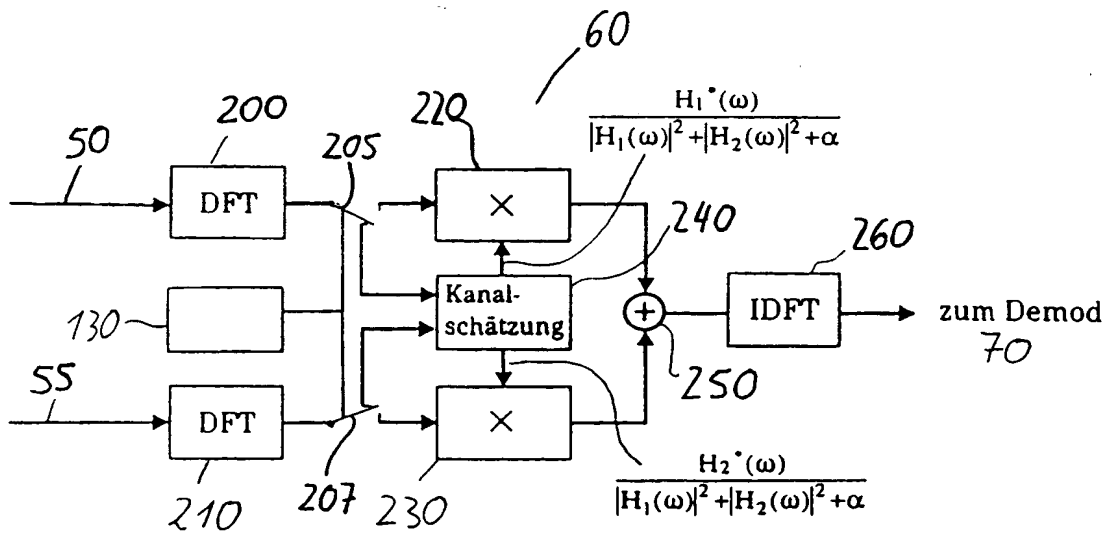 60
50
200
205
220
H₁*(ω)
|H₁(ω)|²+|H₂(ω)|²+α
DFT
×
240
260
130
Kanal-
schätzung
+
IDFT
zum Demod
70
250
55
DFT
×
210
207
230
H₂*(ω)
|H₁(ω)|²+|H₂(ω)|²+α